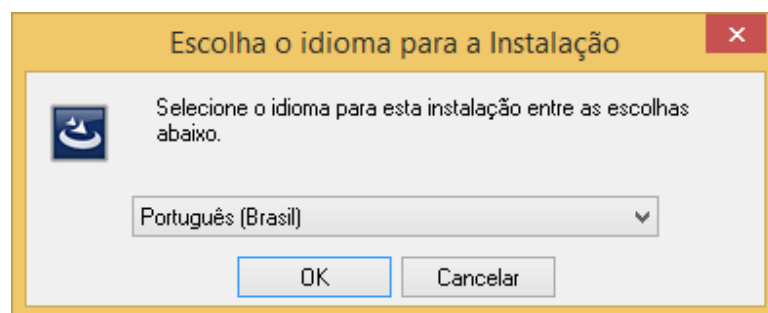 Escolha o idioma para a Instalação
Selecione o idioma para esta instalação entre as escolhas
abaixo.
Português (Brasil)
OK
Cancelar